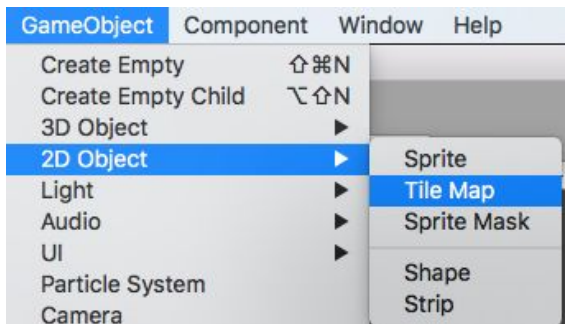 GameObject Component Window Help
Create Empty ⇧⌘N
Create Empty Child ⌥⇧N
3D Object ▶
2D Object ▶
Light ▶
Audio ▶
UI ▶
Particle System
Camera
Sprite
Tile Map
Sprite Mask
Shape
Strip